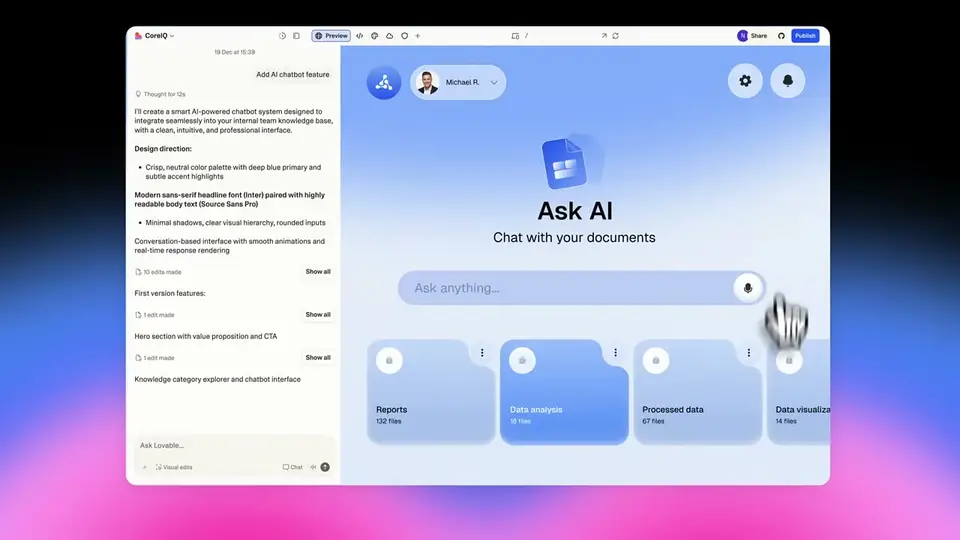 CoreIQ
Preview
/
N
Share
Publish
19 Dec at 15:39
Add AI chatbot feature
Thought for 12s
I'll create a smart AI-powered chatbot system designed to
integrate seamlessly into your internal team knowledge base,
with a clean, intuitive, and professional interface.
Design direction:
• Crisp, neutral color palette with deep blue primary and
subtle accent highlights
Modern sans-serif headline font (Inter) paired with highly
readable body text (Source Sans Pro)
• Minimal shadows, clear visual hierarchy, rounded inputs
Conversation-based interface with smooth animations and
real-time response rendering
10 edits made
Show all
First version features:
1 edit made
Show all
Hero section with value proposition and CTA
1 edit made
Show all
Knowledge category explorer and chatbot interface
Ask Lovable...
Visual edits
Chat
Michael R.
Ask AI
Chat with your documents
Ask anything...
Reports
132 files
Data analysis
18 files
Processed data
67 files
Data visualiza
14 files